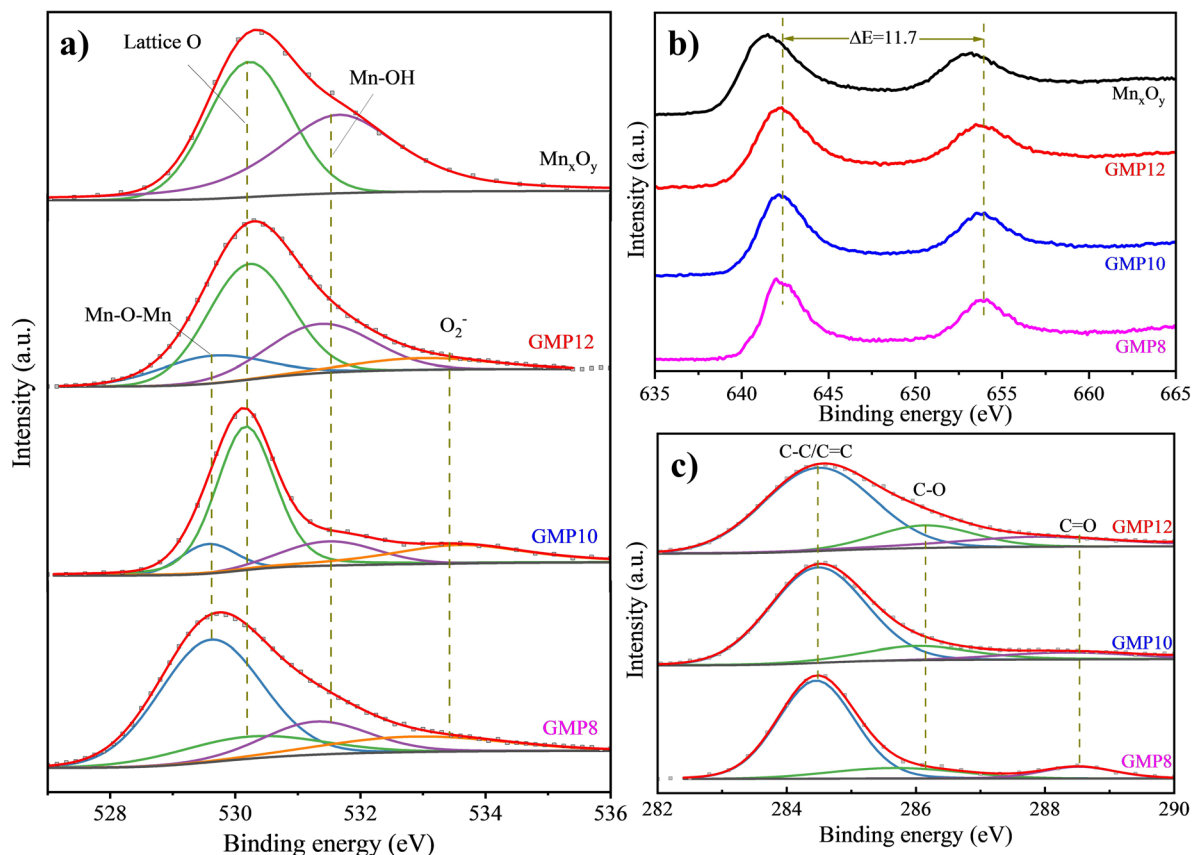 a)
Lattice O
Mn-OH
MnxOy
Mn-O-Mn
O2-
GMP12
GMP10
GMP8
Intensity (a.u.)
528 530 532 534 536
Binding energy (eV)
b)
ΔE=11.7
MnxOy
GMP12
GMP10
GMP8
Intensity (a.u.)
635 640 645 650 655 660 665
Binding energy (eV)
c)
C-C/C=C
C-O
C=O
GMP12
GMP10
GMP8
Intensity (a.u.)
282 284 286 288 290
Binding energy (eV)